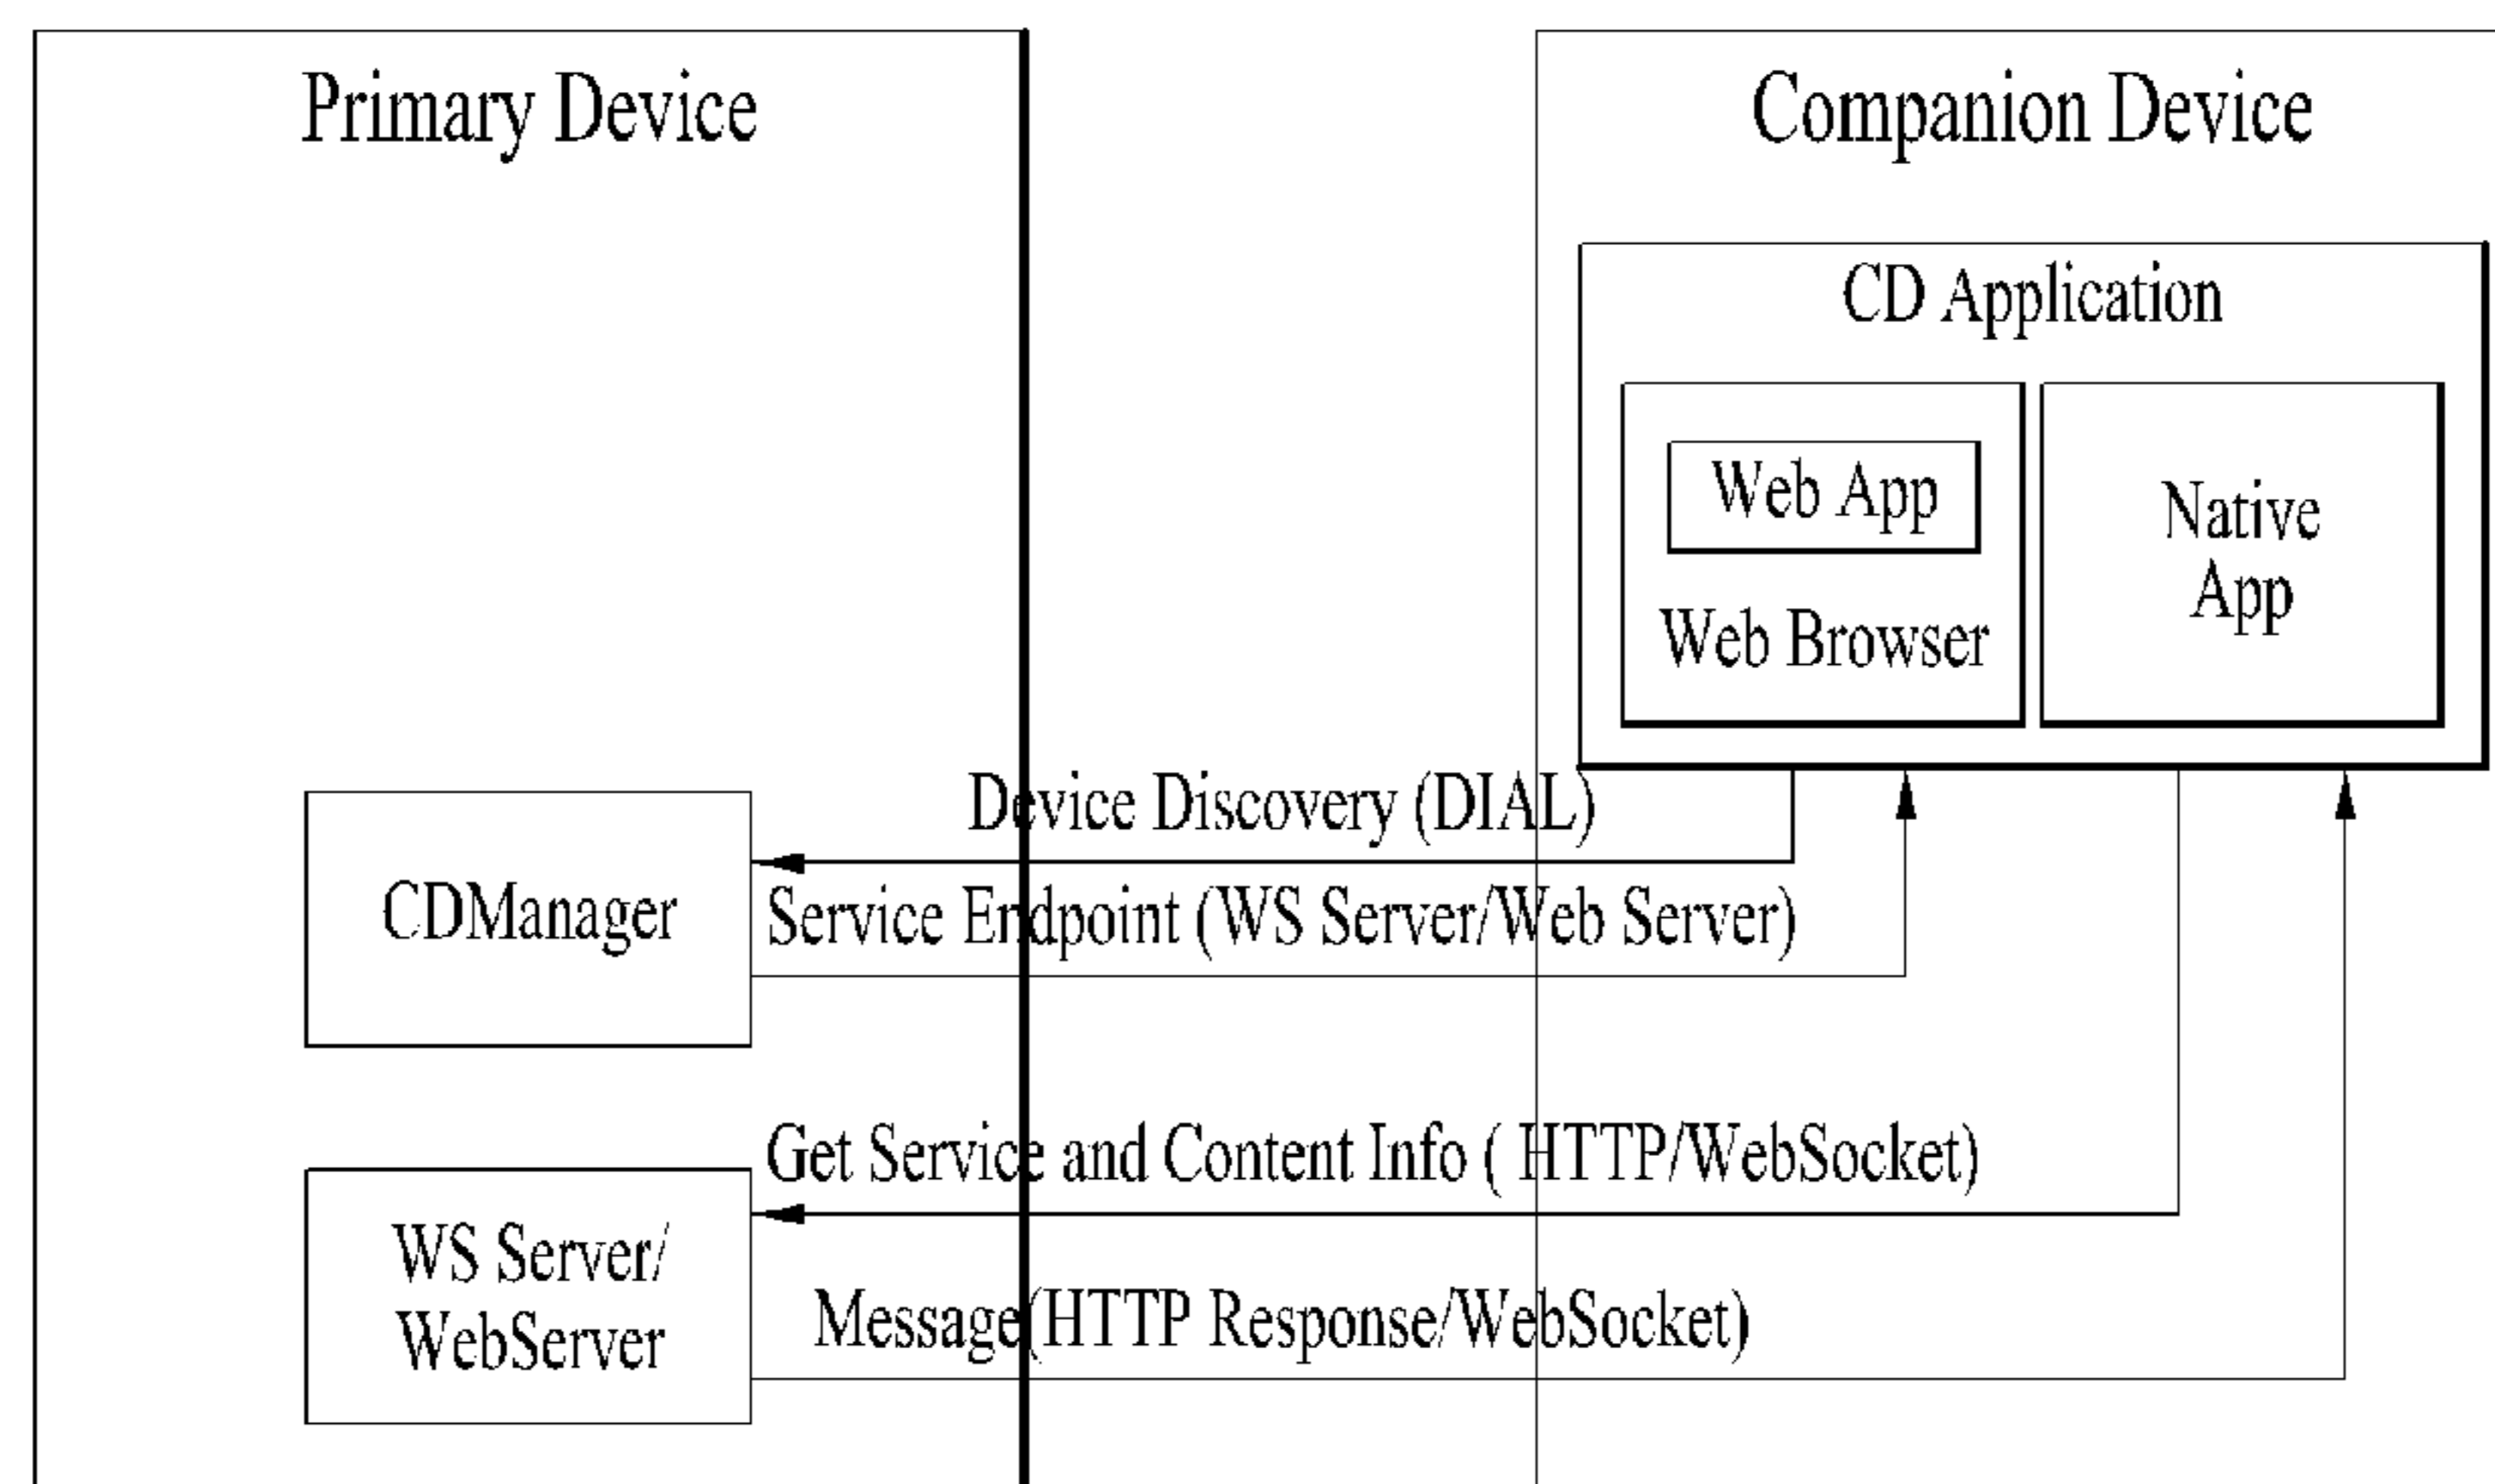 Primary Device
Companion Device
CD Application
Web App
Web Browser
Native
App
Device Discovery (DIAL)
CDManager
Service Endpoint (WS Server/Web Server)
Get Service and Content Info ( HTTP/WebSocket)
WS Server/
WebServer
Message(HTTP Response/WebSocket)